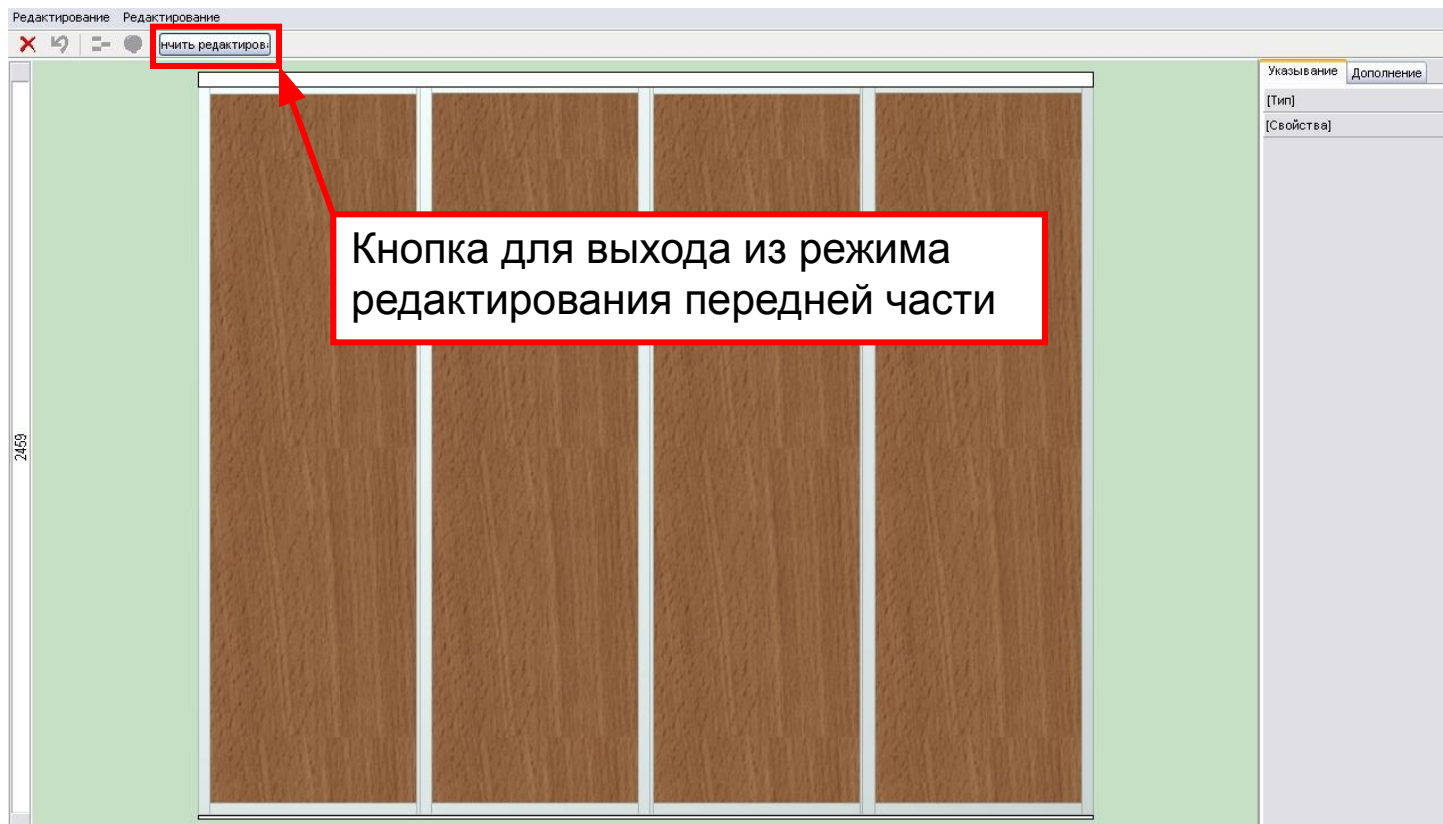 Редактирование Редактирование
нчить редактирова
Указывание Дополнение
[Тип]
[Свойства]
Кнопка для выхода из режима
редактирования передней части
2459